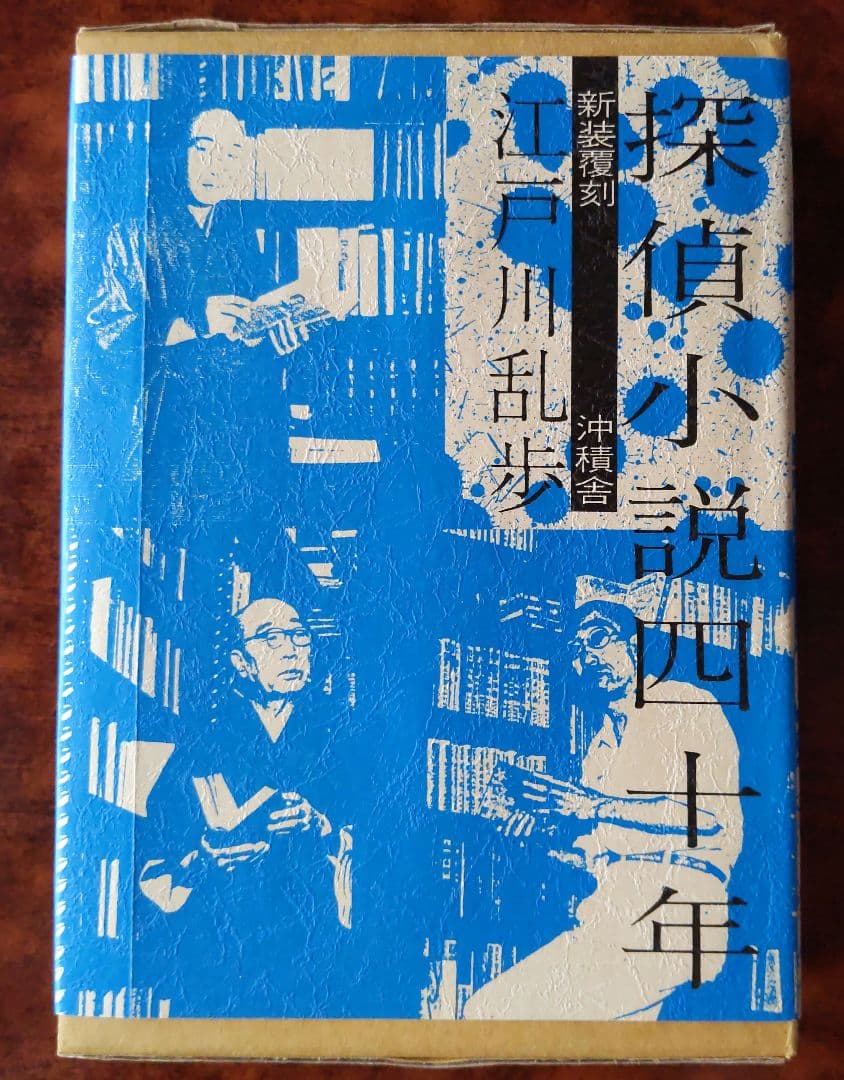 探偵小説四十年
新装覆刻
沖積舎
江戸川乱歩